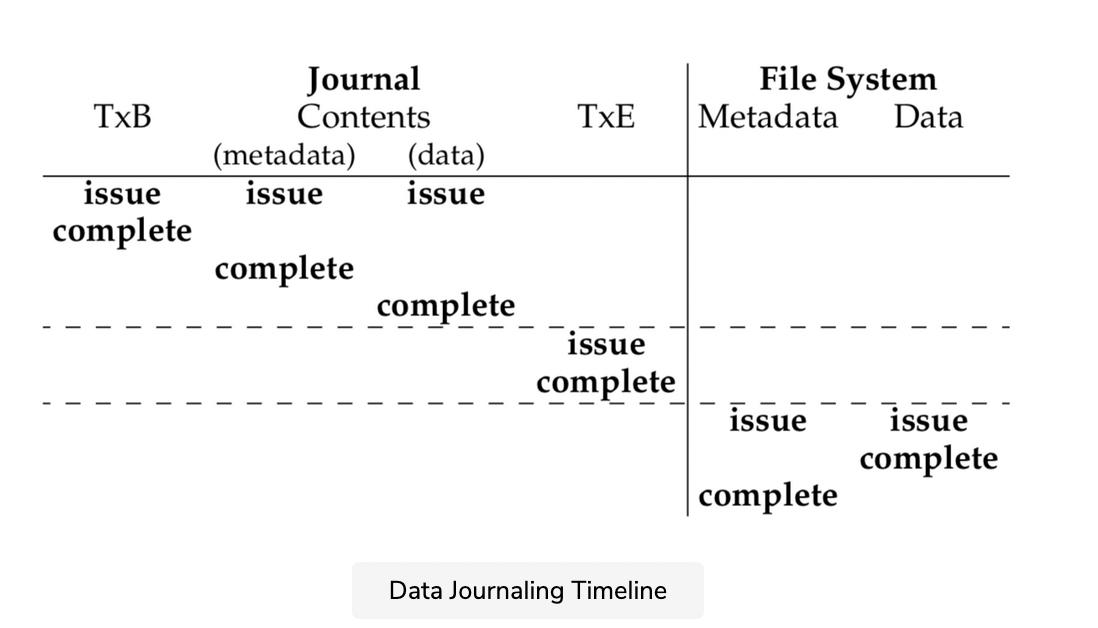 Journal File System
TxB Contents TxE Metadata Data
(metadata) (data)
issue issue issue
complete
complete
complete
issue
complete
issue issue
complete
complete
Data Journaling Timeline